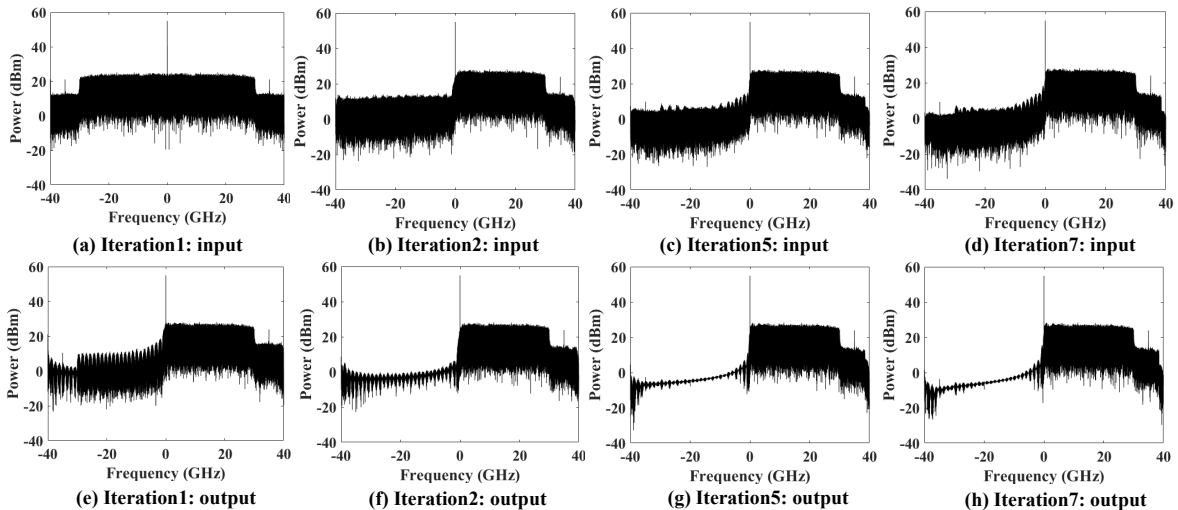 60
40
20
0
-20
-40
-40 -20 0 20 40
Power (dBm)
Frequency (GHz)
(a) Iteration1: input
60
40
20
0
-20
-40
-40 -20 0 20 40
Power (dBm)
Frequency (GHz)
(b) Iteration2: input
60
40
20
0
-20
-40
-40 -20 0 20 40
Power (dBm)
Frequency (GHz)
(c) Iteration5: input
60
40
20
0
-20
-40
-40 -20 0 20 40
Power (dBm)
Frequency (GHz)
(d) Iteration7: input
60
40
20
0
-20
-40
-40 -20 0 20 40
Power (dBm)
Frequency (GHz)
(e) Iteration1: output
60
40
20
0
-20
-40
-40 -20 0 20 40
Power (dBm)
Frequency (GHz)
(f) Iteration2: output
60
40
20
0
-20
-40
-40 -20 0 20 40
Power (dBm)
Frequency (GHz)
(g) Iteration5: output
60
40
20
0
-20
-40
-40 -20 0 20 40
Power (dBm)
Frequency (GHz)
(h) Iteration7: output